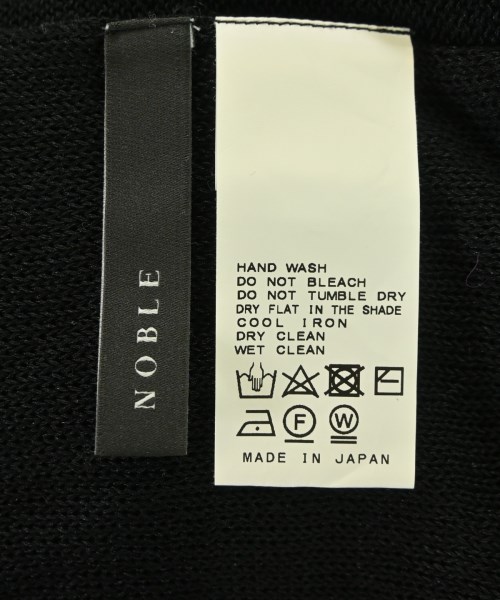 NOBLE
HAND WASH
DO NOT BLEACH
DO NOT TUMBLE DRY
DRY FLAT IN THE SHADE
COOL IRON
DRY CLEAN
WET CLEAN
F W
MADE IN JAPAN